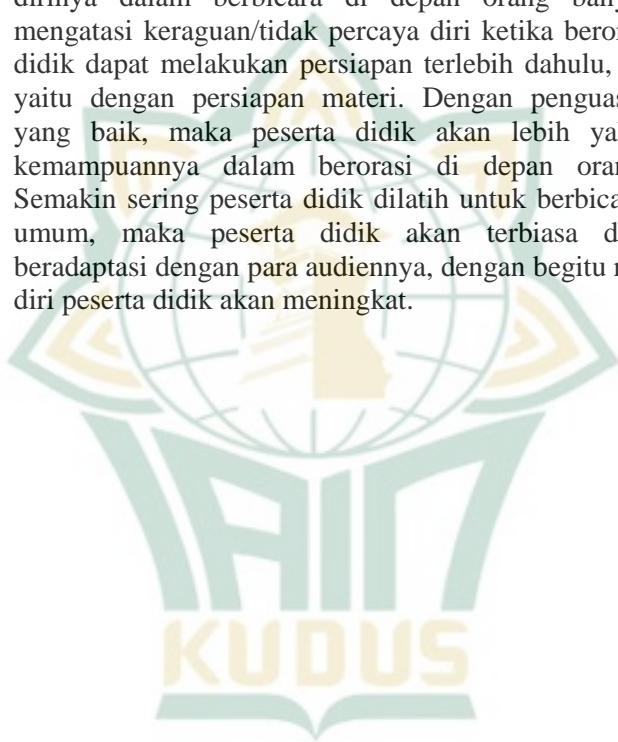 dirinya dalam berbicara di depan orang
mengatasi keraguan/tidak percaya diri ketika
didik dapat melakukan persiapan terlebih dahulu,
yaitu dengan persiapan materi. Dengan
yang baik, maka peserta didik akan lebih
kemampuannya dalam berorasi di depan
Semakin sering peserta didik dilatih untuk
umum, maka peserta didik akan terbiasa
beradaptasi dengan para audiennya, dengan begitu
diri peserta didik akan meningkat.
IAIN
KUDUS